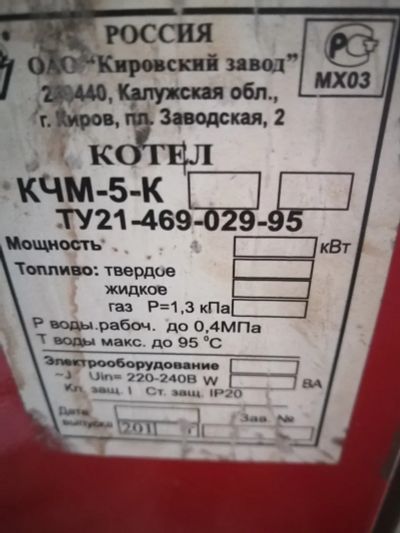 РОССИЯ
ОАО "Кировский завод"
МХ03
249440, Калужская обл.,
г. Киров, пл. Заводская, 2
КОТЕЛ
КЧМ-5-К
ТУ21-469-029-95
Мощность кВт
Топливо: твердое
жидкое
газ P=1,3 кПа
Р воды.рабоч. до 0,4МПа
Т воды макс. до 95 °С
Электрооборудование
~J Uin= 220-240В W ВА
Кл. защ. I Ст. защ. IP20
Дата
выпуска 201 Зав. №